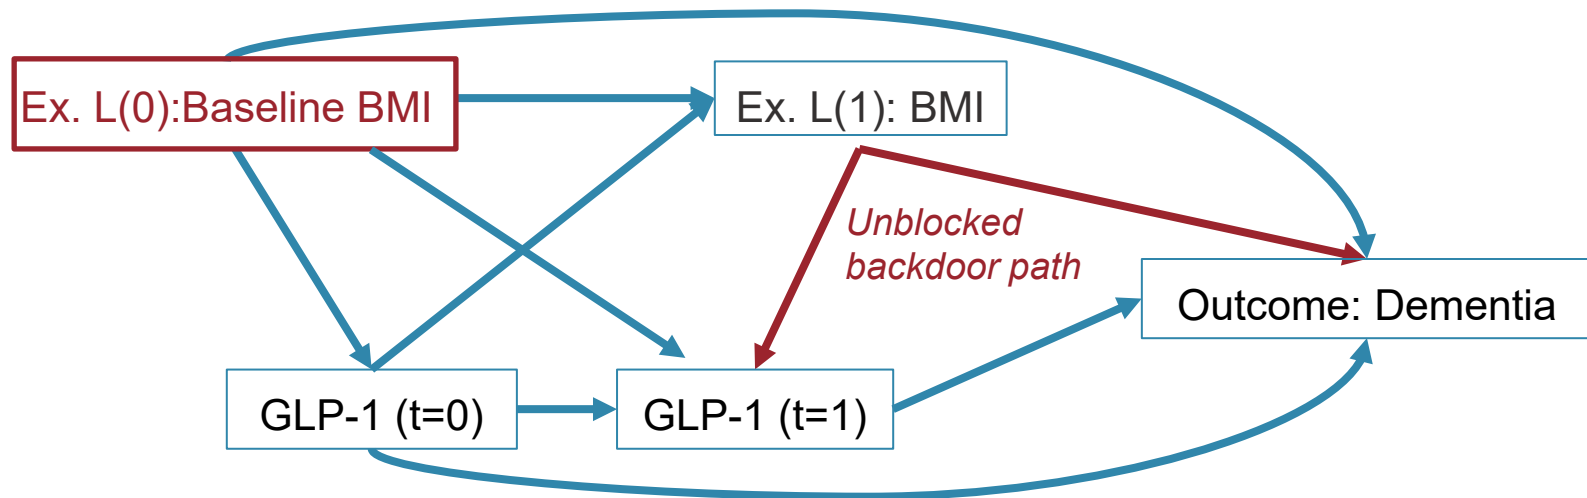 Ex. L(0):Baseline BMI
Ex. L(1): BMI
Unblocked
backdoor path
Outcome: Dementia
GLP-1 (t=0)
GLP-1 (t=1)